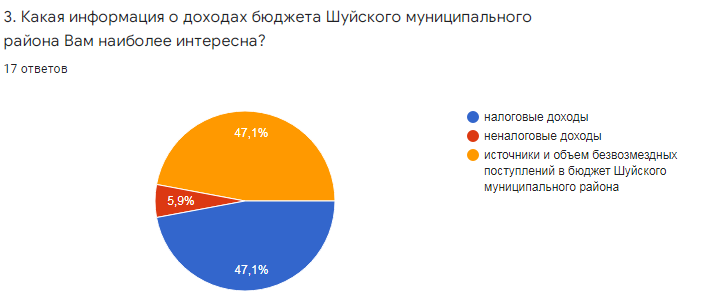 3. Какая информация о доходах бюджета Шуйского муниципального
района Вам наиболее интересна?
17 ответов
47,1%
5,9%
47,1%
налоговые доходы
неналоговые доходы
источники и объем безвозмездных
поступлений в бюджет Шуйского
муниципального района